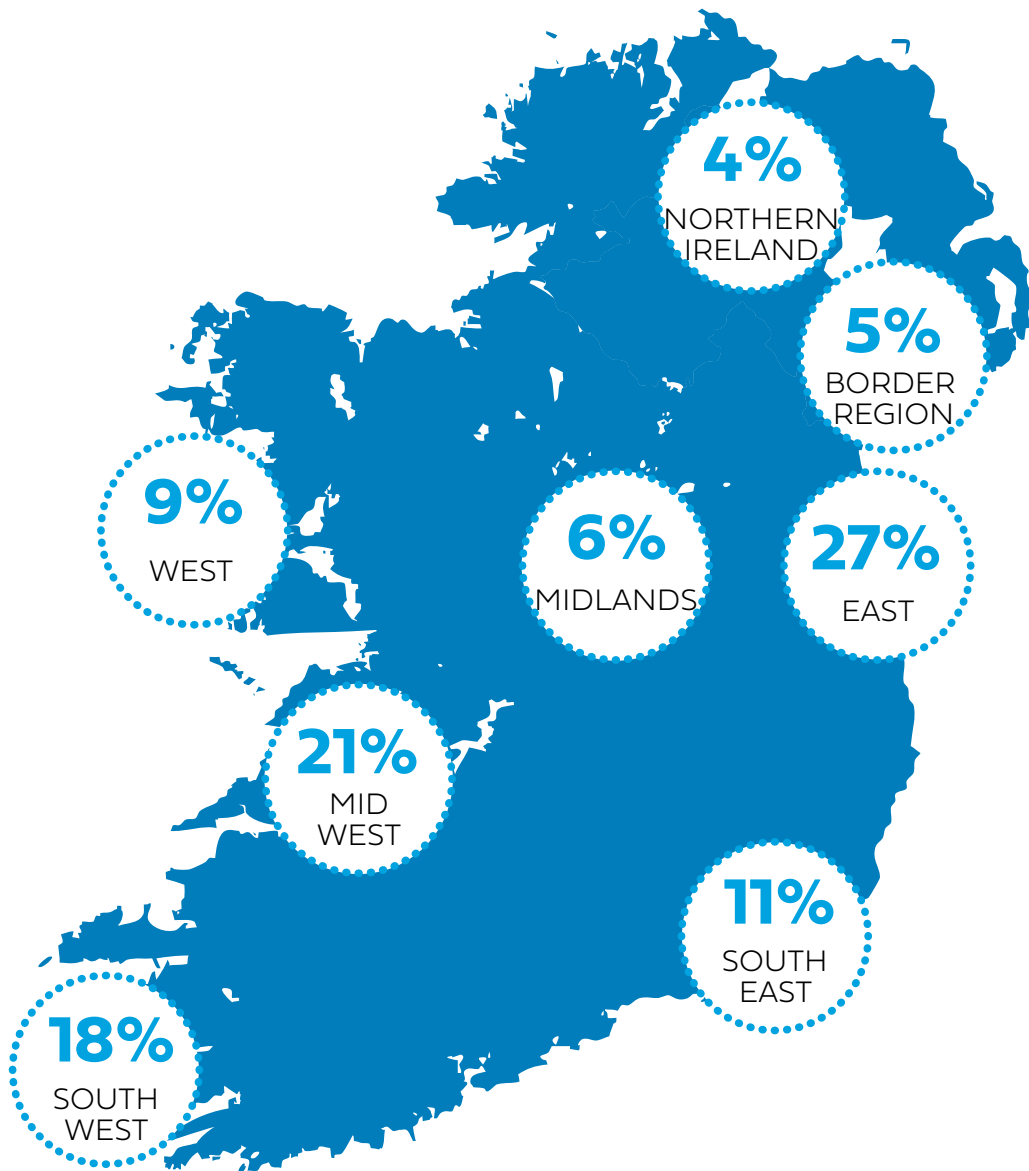 4%
NORTHERN
IRELAND
5%
BORDER
REGION
9%
WEST
6%
MIDLANDS
27%
EAST
21%
MID
WEST
11%
SOUTH
EAST
18%
SOUTH
WEST